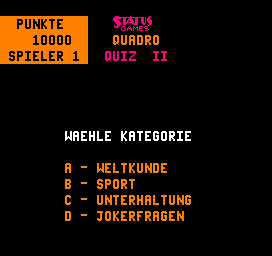 PUNKTE
10000
SPIELER 1
STATUS
GAMES
QUADRO
QUIZ II
WAEHLE KATEGORIE
A - WELTKUNDE
B - SPORT
C - UNTERHALTUNG
D - JOKERFRAGEN